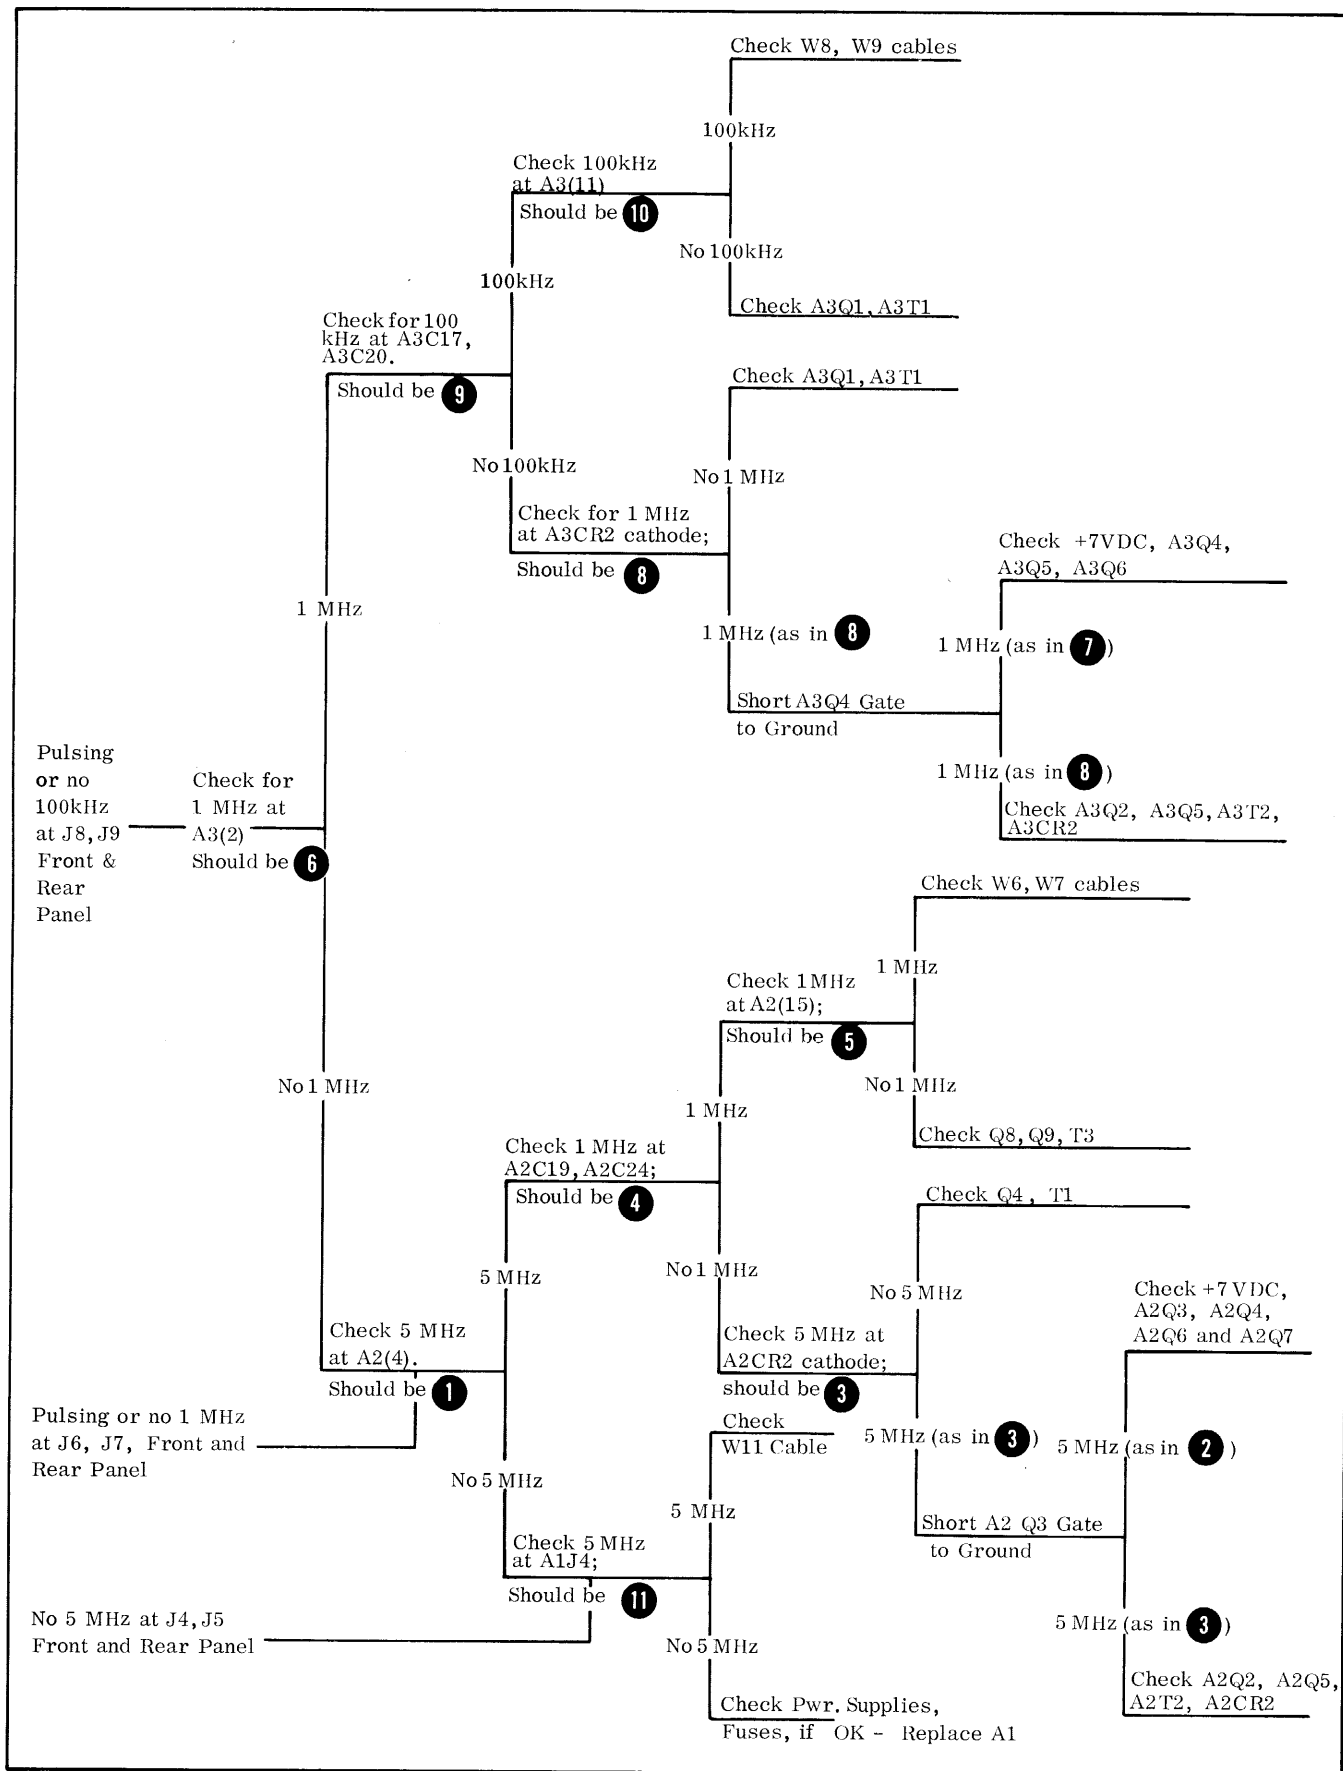 Check W8, W9 cables
100kHz
Check 100kHz
at A3(11)
Should be 10
No 100kHz
100kHz
Check A3Q1, A3T1
Check for 100
kHz at A3C17,
A3C20.
Should be 9
Check A3Q1, A3T1
No 100kHz
No 1 MHz
Check for 1 MHz
at A3CR2 cathode;
Should be 8
Check +7VDC, A3Q4,
A3Q5, A3Q6
1 MHz
1 MHz (as in 8
1 MHz (as in 7 )
Short A3Q4 Gate
to Ground
1 MHz (as in 8 )
Check A3Q2, A3Q5, A3T2,
A3CR2
Pulsing
or no
100kHz
at J8, J9
Front &
Rear
Panel
Check for
1 MHz at
A3(2)
Should be 6
Check W6, W7 cables
1 MHz
Check 1MHz
at A2(15);
Should be 5
No 1 MHz
No 1 MHz
1 MHz
Check Q8, Q9, T3
Check 1 MHz at
A2C19, A2C24;
Should be 4
Check Q4, T1
5 MHz
No 1 MHz
No 5 MHz
Check +7 VDC,
A2Q3, A2Q4,
A2Q6 and A2Q7
Check 5 MHz
at A2(4).
Should be 1
Check 5 MHz at
A2CR2 cathode;
should be 3
Pulsing or no 1 MHz
at J6, J7, Front and
Rear Panel
Check
W11 Cable
5 MHz (as in 3 )
5 MHz (as in 2 )
No 5 MHz
5 MHz
Short A2 Q3 Gate
to Ground
Check 5 MHz
at A1J4;
Should be 11
No 5 MHz at J4, J5
Front and Rear Panel
No 5 MHz
5 MHz (as in 3 )
Check A2Q2, A2Q5,
A2T2, A2CR2
Check Pwr. Supplies,
Fuses, if OK - Replace A1